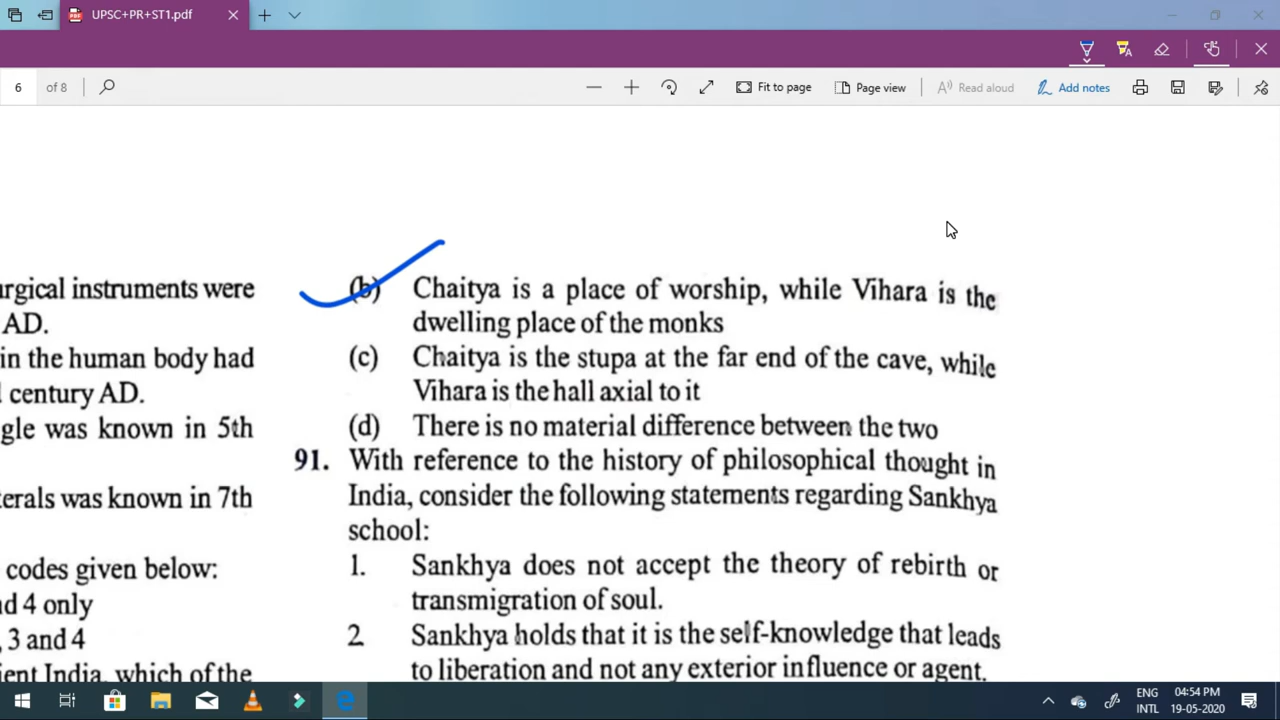 UPSC+PR+ST1.pdf
6 of 8
Fit to page
Page view
Read aloud
Add notes
urgical instruments were
AD.
in the human body had
century AD.
gle was known in 5th
terals was known in 7th
codes given below:
nd 4 only
, 3 and 4
ient India, which of the
(b) Chaitya is a place of worship, while Vihara is the
dwelling place of the monks
(c) Chaitya is the stupa at the far end of the cave, while
Vihara is the hall axial to it
(d) There is no material difference between the two
91. With reference to the history of philosophical thought in
India, consider the following statements regarding Sankhya
school:
1. Sankhya does not accept the theory of rebirth or
transmigration of soul.
2. Sankhya holds that it is the self-knowledge that leads
to liberation and not any exterior influence or agent.
ENG
INTL
04:54 PM
19-05-2020